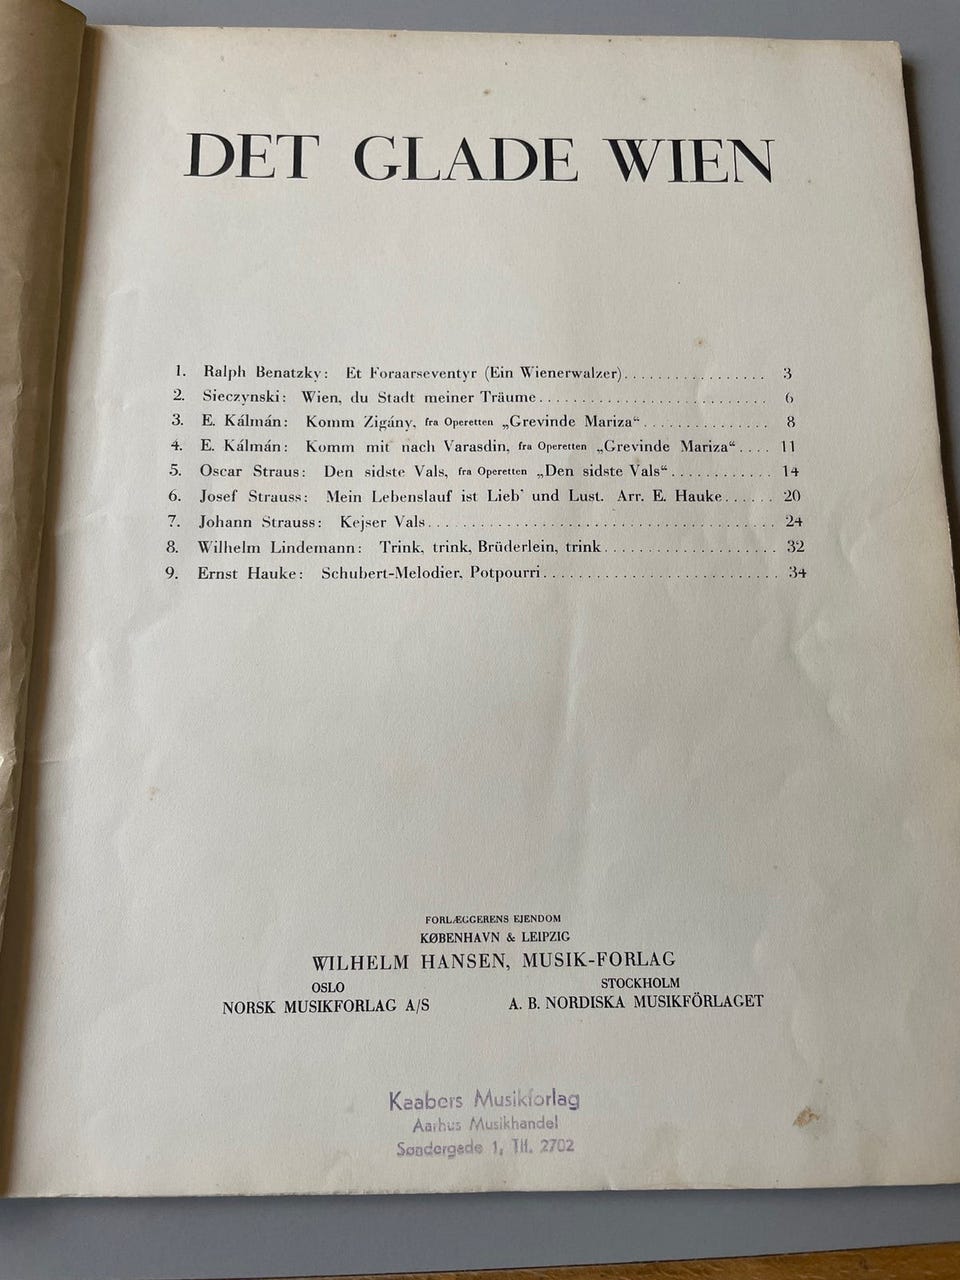 DET GLADE WIEN
1. Ralph Benatzky: Et Foraarseventyr (Ein Wienerwalzer) 3
2. Sieczynski: Wien, du Stadt meiner Träume 6
3. E. Kálmán: Komm Zigány, fra Operetten „Grevinde Mariza“ 8
4. E. Kálmán: Komm mit nach Varasdin, fra Operetten „Grevinde Mariza“ 11
5. Oscar Straus: Den sidste Vals, fra Operetten „Den sidste Vals“ 14
6. Josef Strauss: Mein Lebenslauf ist Lieb' und Lust. Arr. E. Hauke 20
7. Johann Strauss: Kejser Vals 24
8. Wilhelm Lindemann: Trink, trink, Brüderlein, trink 32
9. Ernst Hauke: Schubert-Melodier, Potpourri 34
FORLÆGGERENS EJENDOM
KØBENHAVN & LEIPZIG
WILHELM HANSEN, MUSIK-FORLAG
OSLO STOCKHOLM
NORSK MUSIKFORLAG A/S A. B. NORDISKA MUSIKFÖRLAGET
Kaabers Musikforlag
Aarhus Musikhandel
Søndergade 1, Tlf. 2702